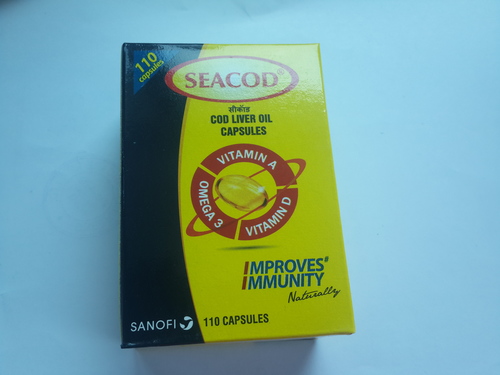 110
capsules
SEACOD®
सीकॉड
COD LIVER OIL
CAPSULES
VITAMIN A
OMEGA 3
VITAMIN D
IMPROVES#
IMMUNITY
Naturally
SANOFI
110 CAPSULES